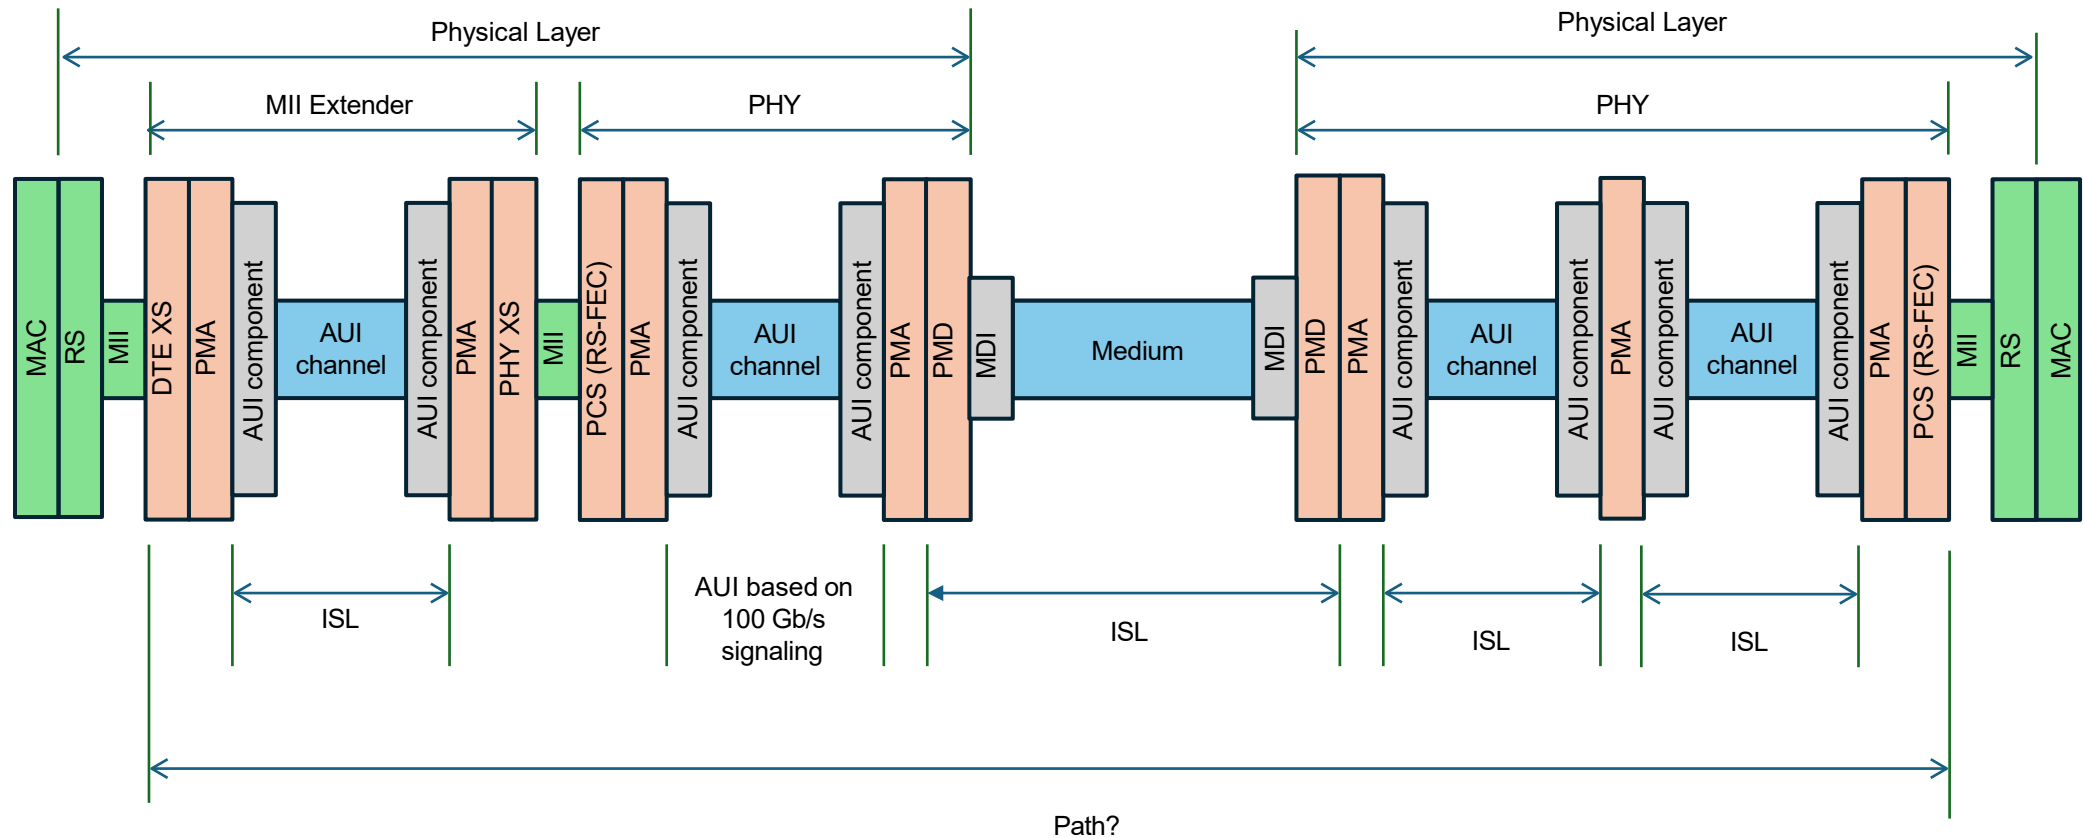 Physical Layer
Physical Layer
MII Extender
PHY
PHY
MAC
RS
MII
DTE XS
PMA
AUI component
AUI
channel
AUI component
PMA
PHY XS
MII
PCS (RS-FEC)
PMA
AUI component
AUI
channel
AUI component
PMA
PMD
MDI
Medium
MDI
PMD
PMA
AUI component
AUI
channel
AUI component
PMA
AUI component
AUI
channel
AUI component
PMA
PCS (RS-FEC)
MII
RS
MAC
ISL
AUI based on
100 Gb/s
signaling
ISL
ISL
ISL
Path?